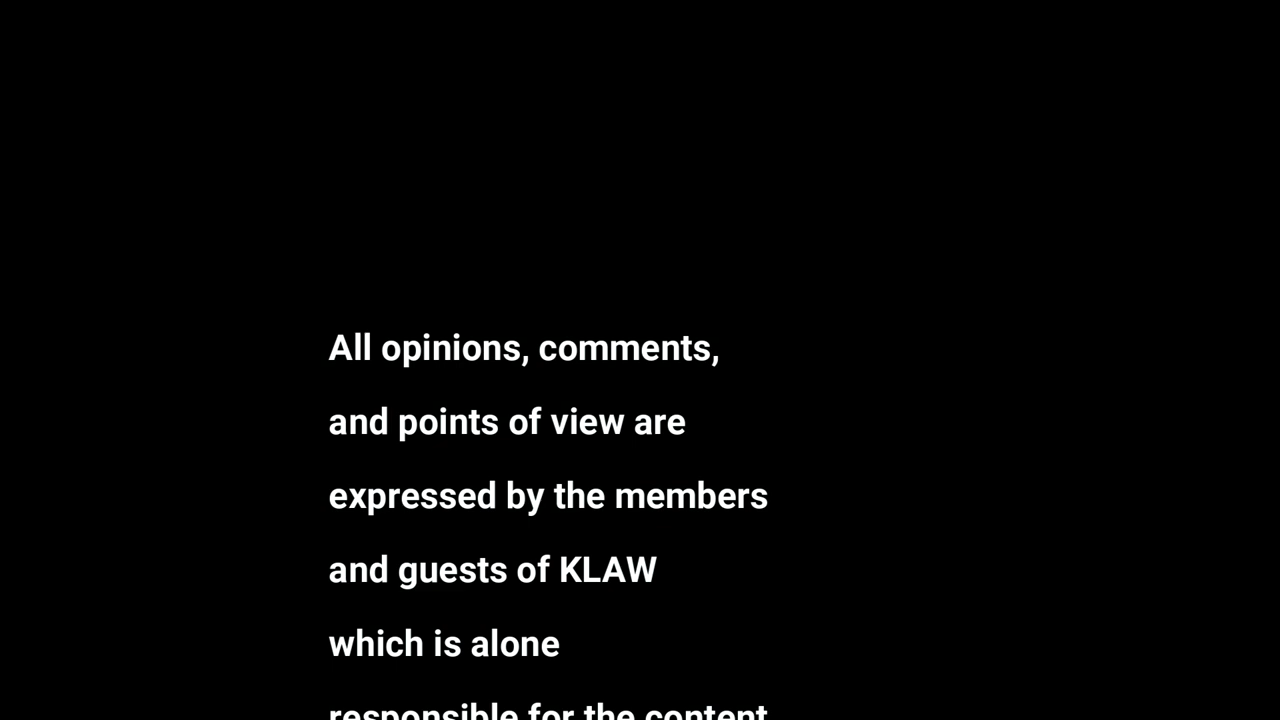 All opinions, comments,
and points of view are
expressed by the members
and guests of KLAW
which is alone
responsible for the content